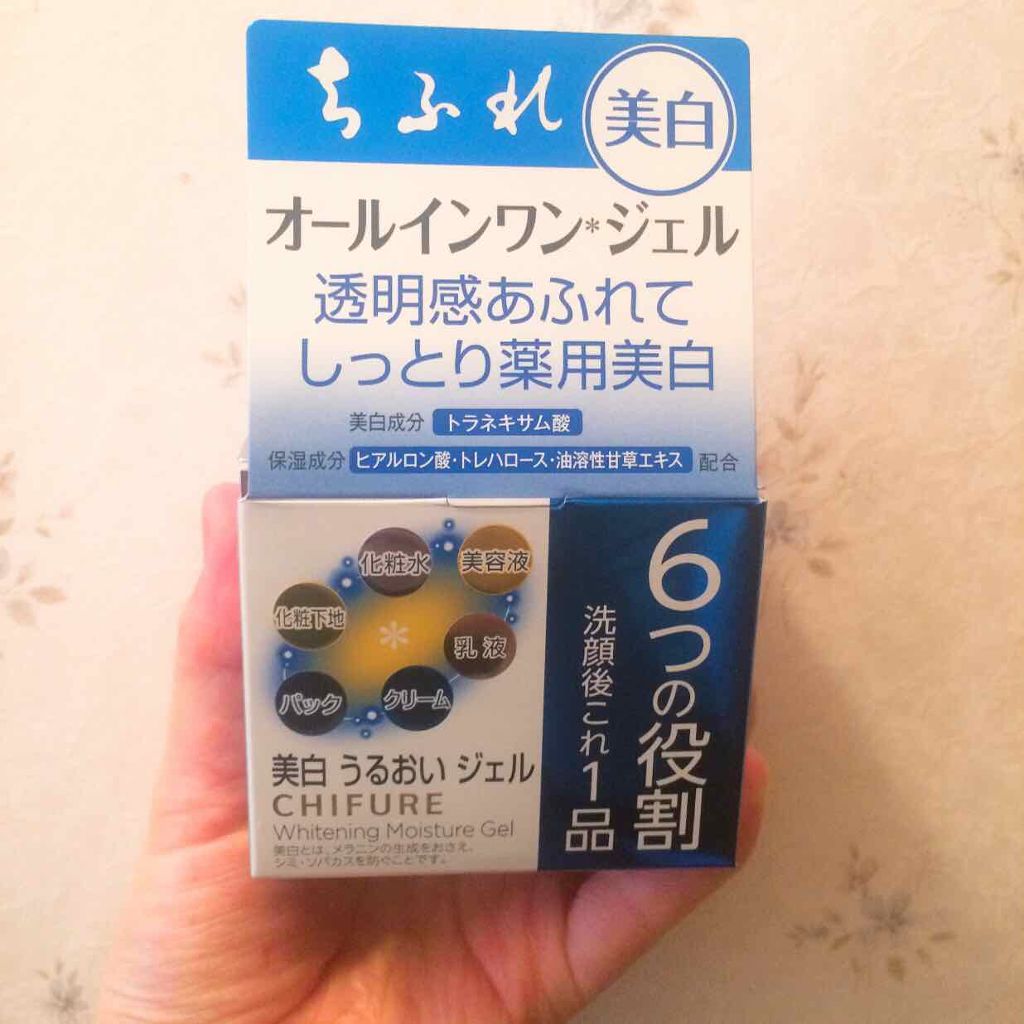 ちふれ
美白
オールインワン*ジェル
透明感あふれて
しっとり薬用美白
美白成分 トラネキサム酸
保湿成分 ヒアルロン酸・トレハロース・油溶性甘草エキス 配合
化粧水
美容液
化粧下地
*
乳液
パック
クリーム
6つの役割
洗顔後これ1品
美白 うるおい ジェル
CHIFURE
Whitening Moisture Gel
美白とは、メラニンの生成をおさえ、
シミ・ソバカスを防ぐことです。